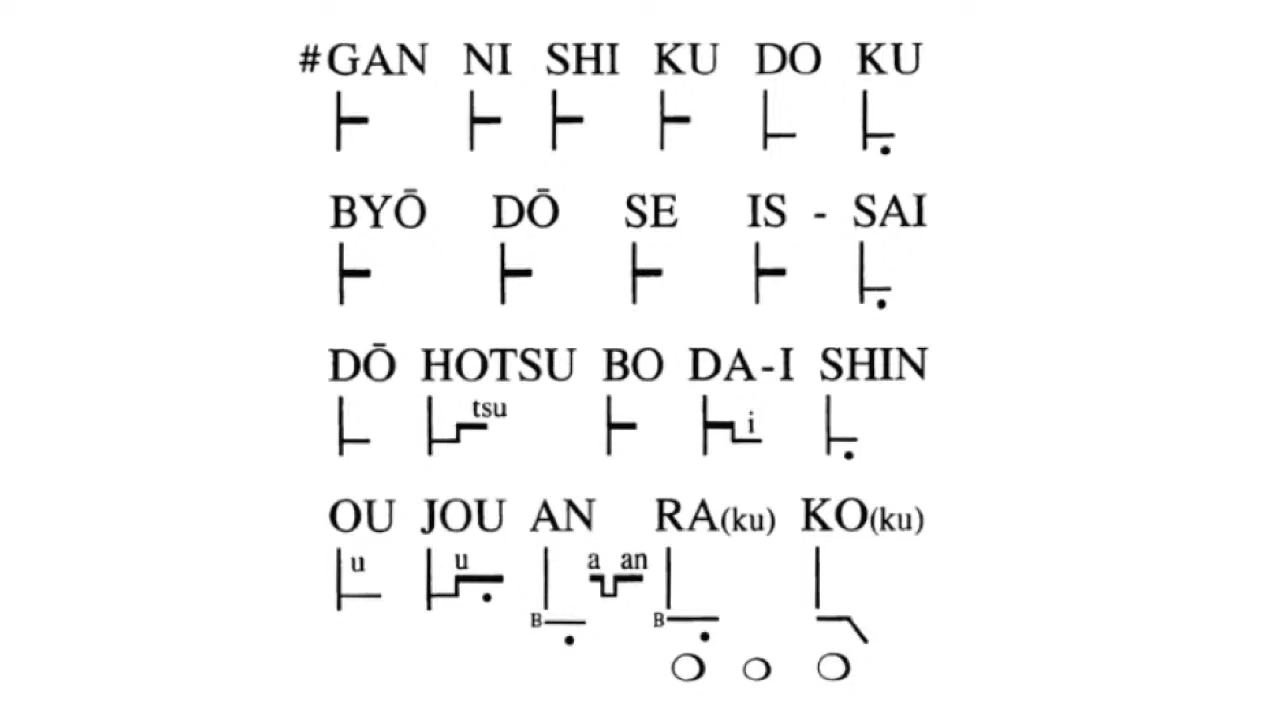 #GAN NI SHI KU DO KU
BYŌ DŌ SE IS - SAI
DŌ HOTSU BO DA-I SHIN
tsu i
OU JOU AN RA(ku) KO(ku)
u u a an
B B